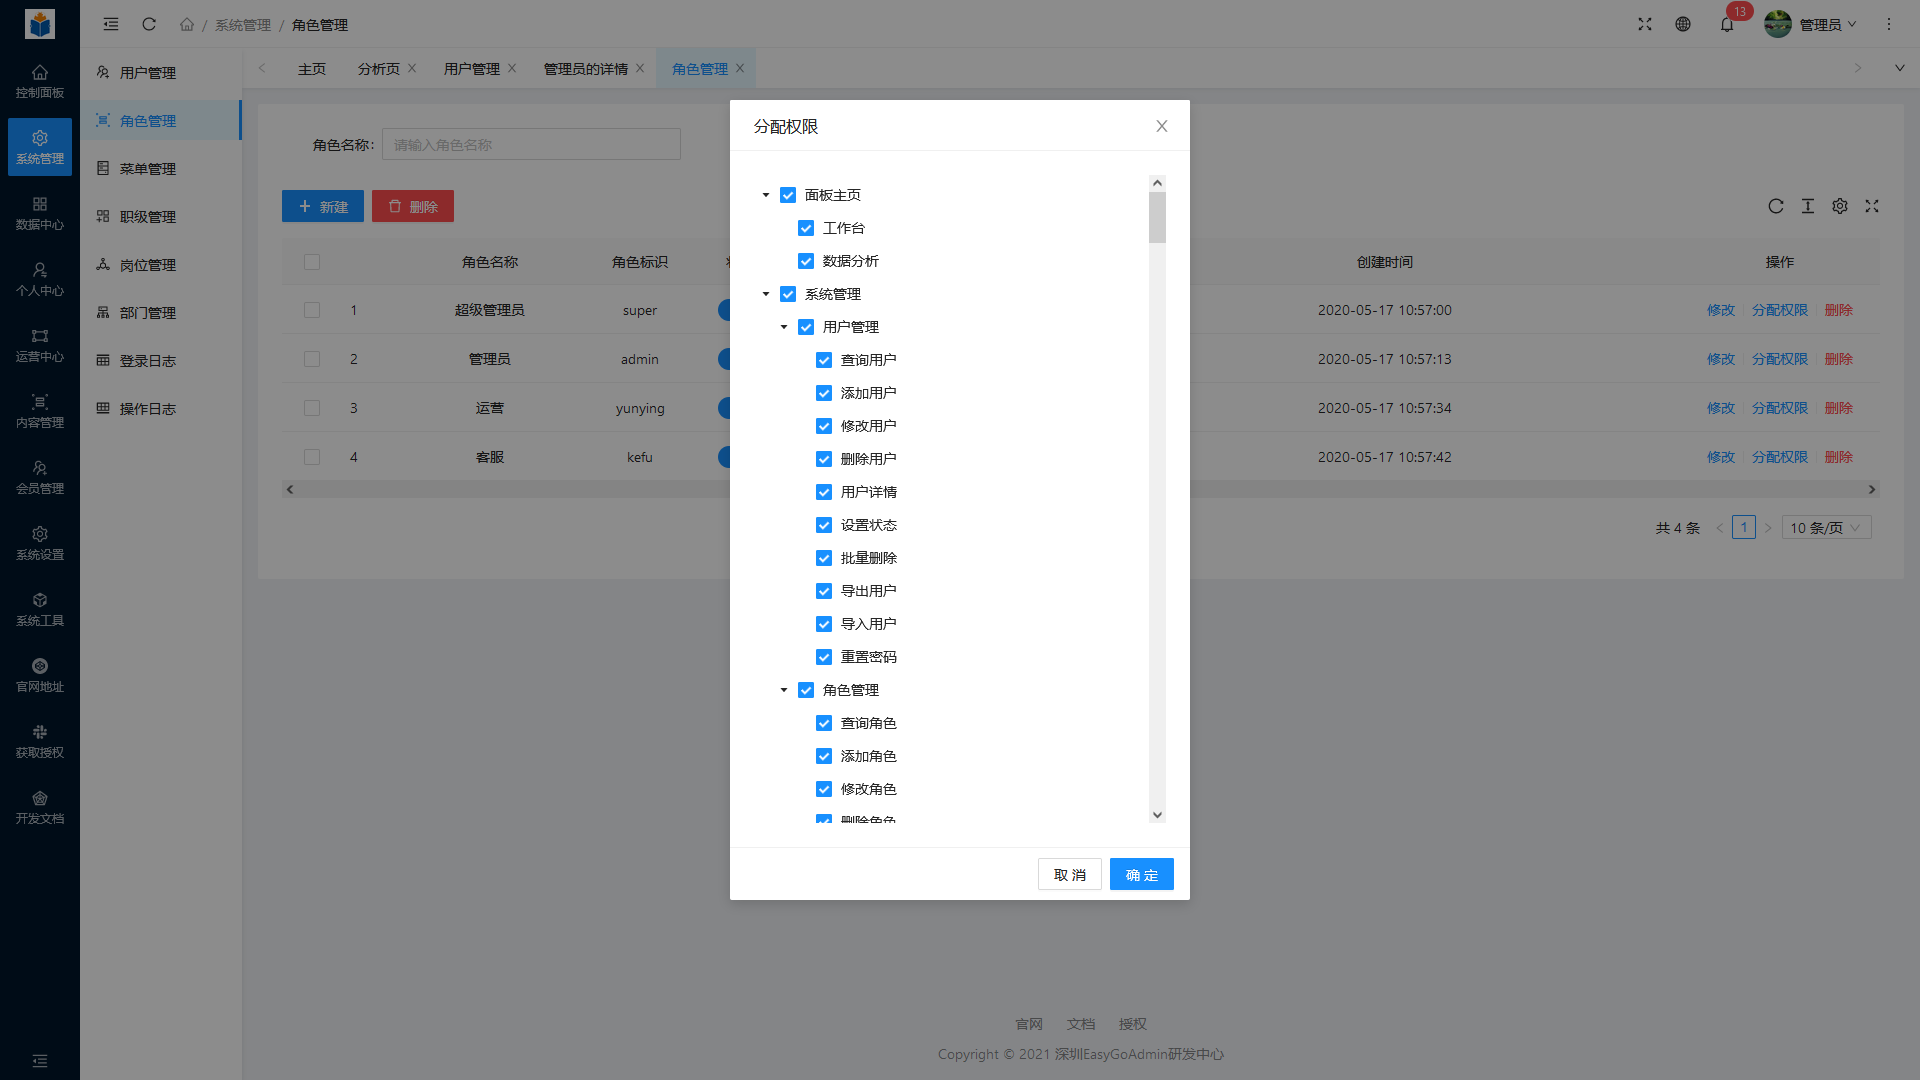 系统管理 / 角色管理
13
管理员
控制面板
系统管理
数据中心
个人中心
运营中心
内容管理
会员管理
系统设置
系统工具
官网地址
获取授权
开发文档
用户管理
角色管理
菜单管理
职级管理
岗位管理
部门管理
登录日志
操作日志
主页 分析页 用户管理 管理员的详情 角色管理
角色名称: 请输入角色名称
新建 删除
角色名称 角色标识 创建时间 操作
1 超级管理员 super 2020-05-17 10:57:00 修改 分配权限 删除
2 管理员 admin 2020-05-17 10:57:13 修改 分配权限 删除
3 运营 yunying 2020-05-17 10:57:34 修改 分配权限 删除
4 客服 kefu 2020-05-17 10:57:42 修改 分配权限 删除
共 4 条 1 10 条/页
分配权限
面板主页
工作台
数据分析
系统管理
用户管理
查询用户
添加用户
修改用户
删除用户
用户详情
设置状态
批量删除
导出用户
导入用户
重置密码
角色管理
查询角色
添加角色
修改角色
删除角色
取 消 确 定
官网 文档 授权
Copyright © 2021 深圳EasyGoAdmin研发中心